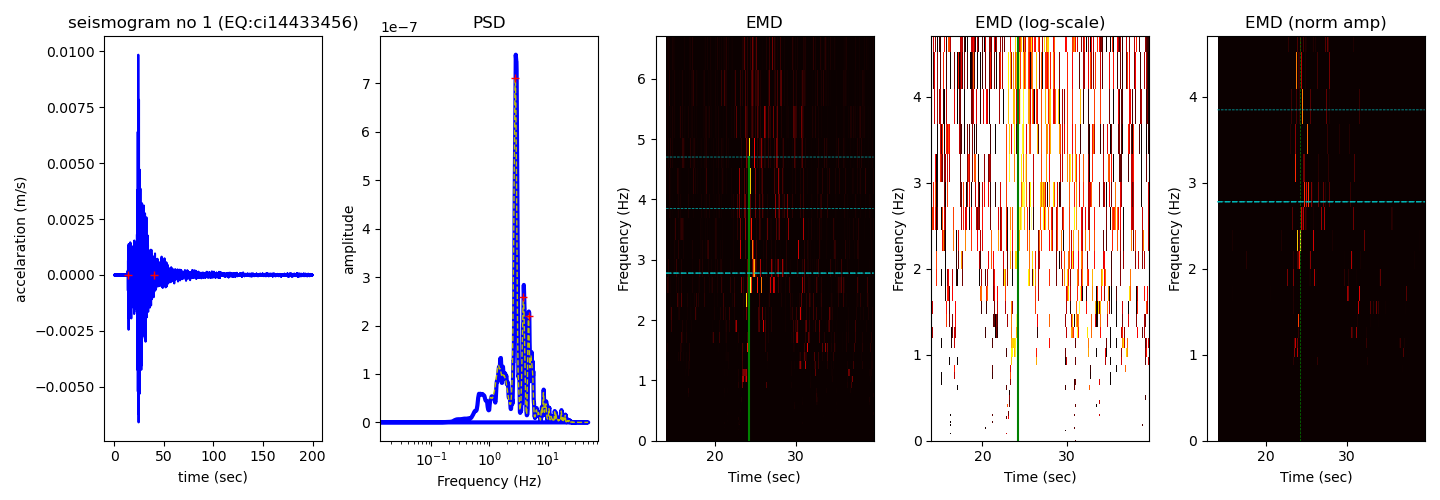 seismogram no 1 (EQ:ci14433456)
PSD
EMD
EMD (log-scale)
EMD (norm amp)
1e−7
accelaration (m/s)
0.0100
0.0075
0.0050
0.0025
0.0000
−0.0025
−0.0050
0 50 100 150 200
time (sec)
amplitude
7
6
5
4
3
2
1
0
10⁻¹ 10⁰ 10¹
Frequency (Hz)
Frequency (Hz)
6
5
4
3
2
1
0
20 30
Time (sec)
Frequency (Hz)
4
3
2
1
0
20 30
Time (sec)
Frequency (Hz)
4
3
2
1
0
20 30
Time (sec)